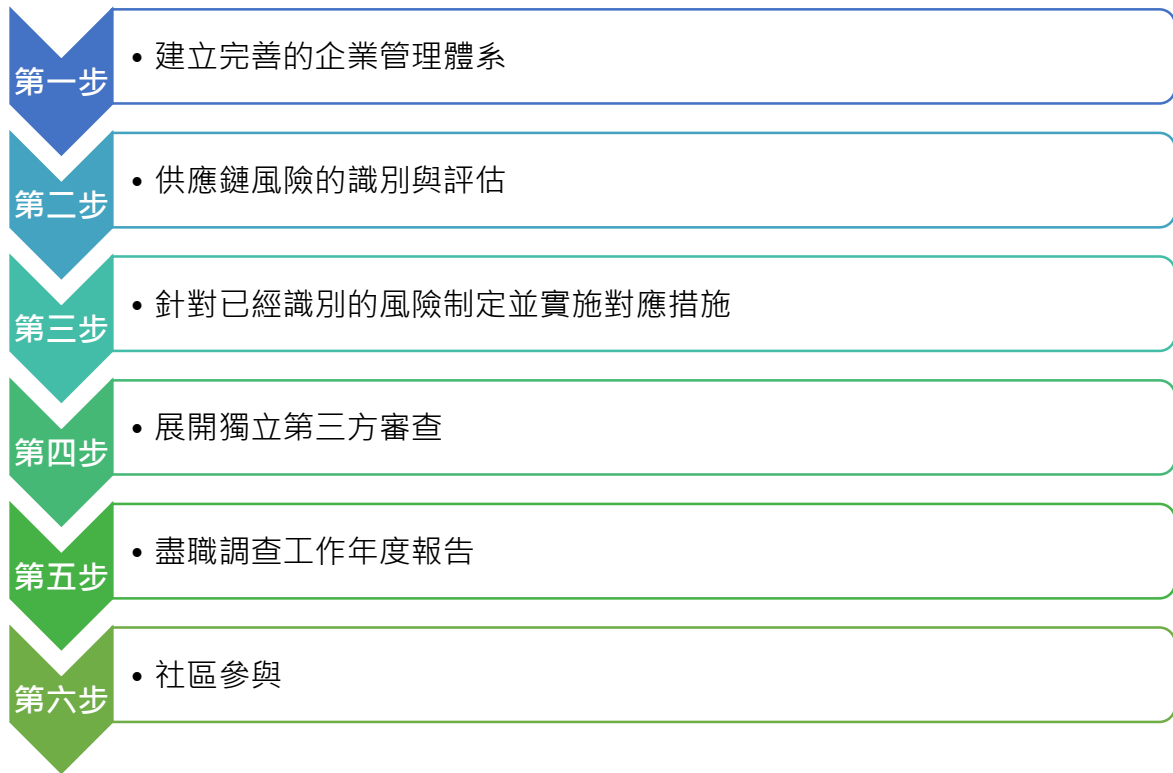 第一步
• 建立完善的企業管理體系
第二步
• 供應鏈風險的識別與評估
第三步
• 針對已經識別的風險制定並實施對應措施
第四步
• 展開獨立第三方審查
第五步
• 盡職調查工作年度報告
第六步
• 社區參與